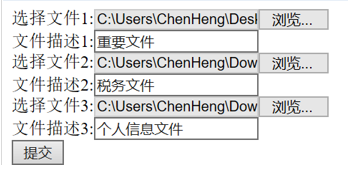 选择文件1:C:\Users\ChenHeng\Desk 浏览...
文件描述1:重要文件
选择文件2:C:\Users\ChenHeng\Dow 浏览...
文件描述2:税务文件
选择文件3:C:\Users\ChenHeng\Dow 浏览...
文件描述3:个人信息文件
提交